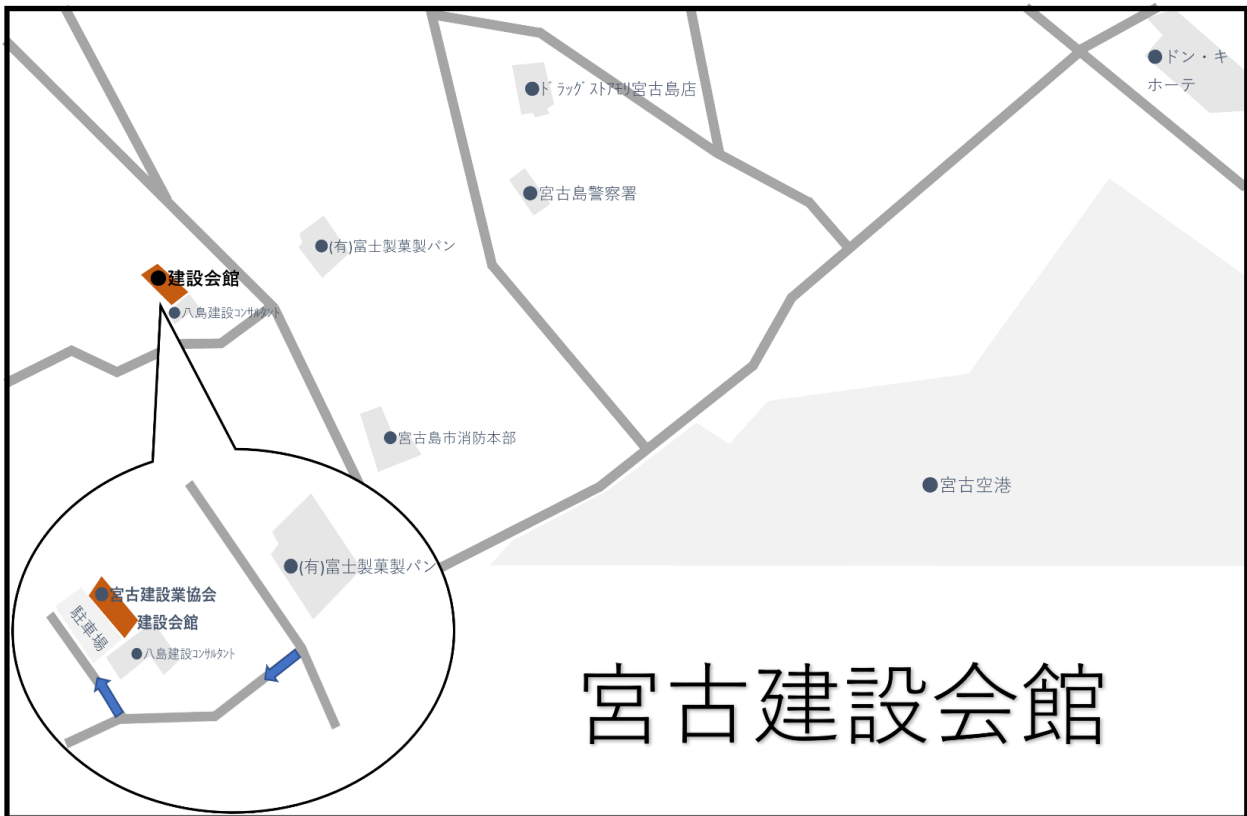 ドン・キ
ホーテ
ﾄﾞﾗｯｸﾞｽﾄｱﾓﾘ宮古島店
宮古島警察署
(有)富士製菓製パン
建設会館
八島建設ｺﾝｻﾙﾀﾝﾄ
宮古島市消防本部
宮古空港
(有)富士製菓製パン
宮古建設業協会
建設会館
駐車場
八島建設ｺﾝｻﾙﾀﾝﾄ
宮古建設会館